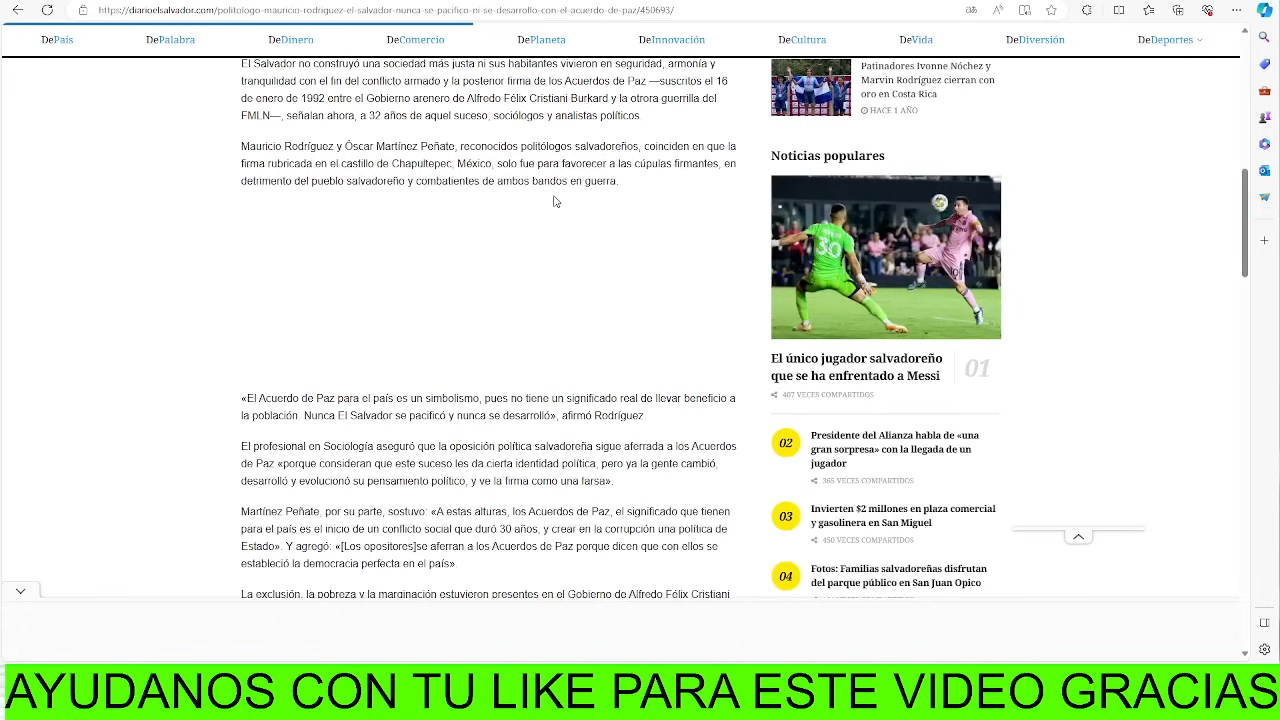 https://diarioelsalvador.com/politologo-mauricio-rodriguez-el-salvador-nunca-se-pacifico-ni-se-desarrollo-con-el-acuerdo-de-paz/450693/
DePaís
DePalabra
DeDinero
DeComercio
DePlaneta
DeInnovación
DeCultura
DeVida
DeDiversión
DeDeportes
El Salvador no construyó una sociedad más justa ni sus habitantes vivieron en seguridad, armonía y
tranquilidad con el fin del conflicto armado y la posterior firma de los Acuerdos de Paz —suscritos el 16
de enero de 1992 entre el Gobierno arenero de Alfredo Félix Cristiani Burkard y la otrora guerrilla del
FMLN—, señalan ahora, a 32 años de aquel suceso, sociólogos y analistas políticos.
Mauricio Rodríguez y Óscar Martínez Peñate, reconocidos politólogos salvadoreños, coinciden en que la
firma rubricada en el castillo de Chapultepec, México, solo fue para favorecer a las cúpulas firmantes, en
detrimento del pueblo salvadoreño y combatientes de ambos bandos en guerra.
«El Acuerdo de Paz para el país es un simbolismo, pues no tiene un significado real de llevar beneficio a
la población. Nunca El Salvador se pacificó y nunca se desarrolló», afirmó Rodríguez.
El profesional en Sociología aseguró que la oposición política salvadoreña sigue aferrada a los Acuerdos
de Paz «porque consideran que este suceso les da cierta identidad política, pero ya la gente cambió,
desarrolló y evolucionó su pensamiento político, y ve la firma como una farsa».
Martínez Peñate, por su parte, sostuvo: «A estas alturas, los Acuerdos de Paz, el significado que tienen
para el país es el inicio de un conflicto social que duró 30 años, y crear en la corrupción una política de
Estado». Y agregó: «[Los opositores]se aferran a los Acuerdos de Paz porque dicen que con ellos se
estableció la democracia perfecta en el país».
La exclusión, la pobreza y la marginación estuvieron presentes en el Gobierno de Alfredo Félix Cristiani
Patinadores Ivonne Nóchez y
Marvin Rodríguez cierran con
oro en Costa Rica
HACE 1 AÑO
Noticias populares
30
El único jugador salvadoreño
que se ha enfrentado a Messi
01
407 VECES COMPARTIDOS
02
Presidente del Alianza habla de «una
gran sorpresa» con la llegada de un
jugador
365 VECES COMPARTIDOS
03
Invierten $2 millones en plaza comercial
y gasolinera en San Miguel
450 VECES COMPARTIDOS
04
Fotos: Familias salvadoreñas disfrutan
del parque público en San Juan Opico
AYUDANOS CON TU LIKE PARA ESTE VIDEO GRACIAS